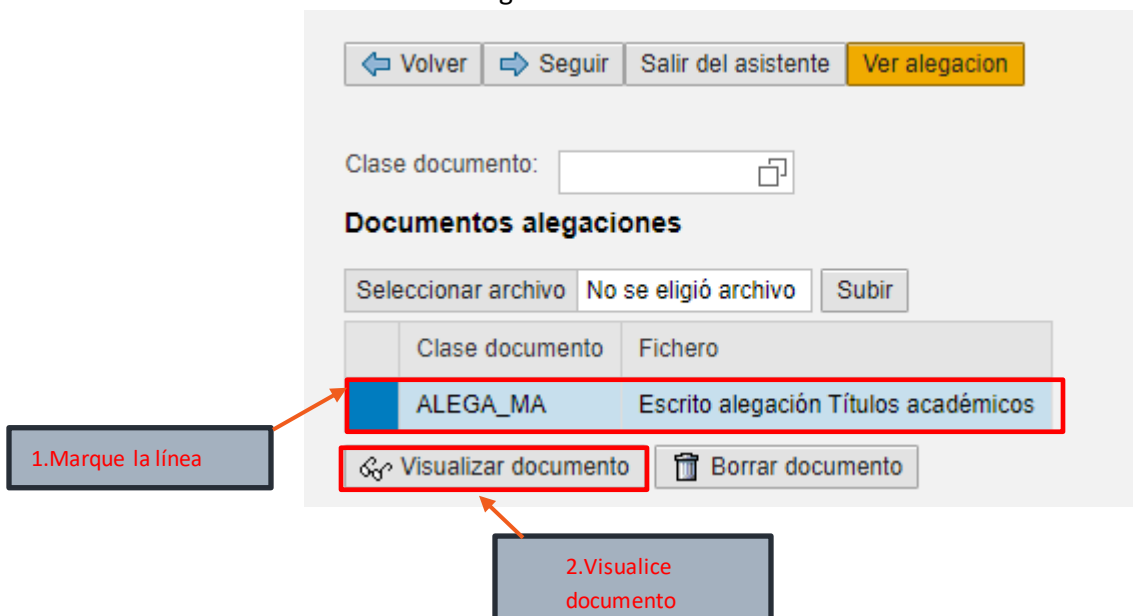 Volver Seguir Salir del asistente Ver alegacion
Clase documento:
Documentos alegaciones
Seleccionar archivo No se eligió archivo Subir
Clase documento Fichero
ALEGA_MA Escrito alegación Títulos académicos
1.Marque la línea
Visualizar documento Borrar documento
2.Visualice
documento